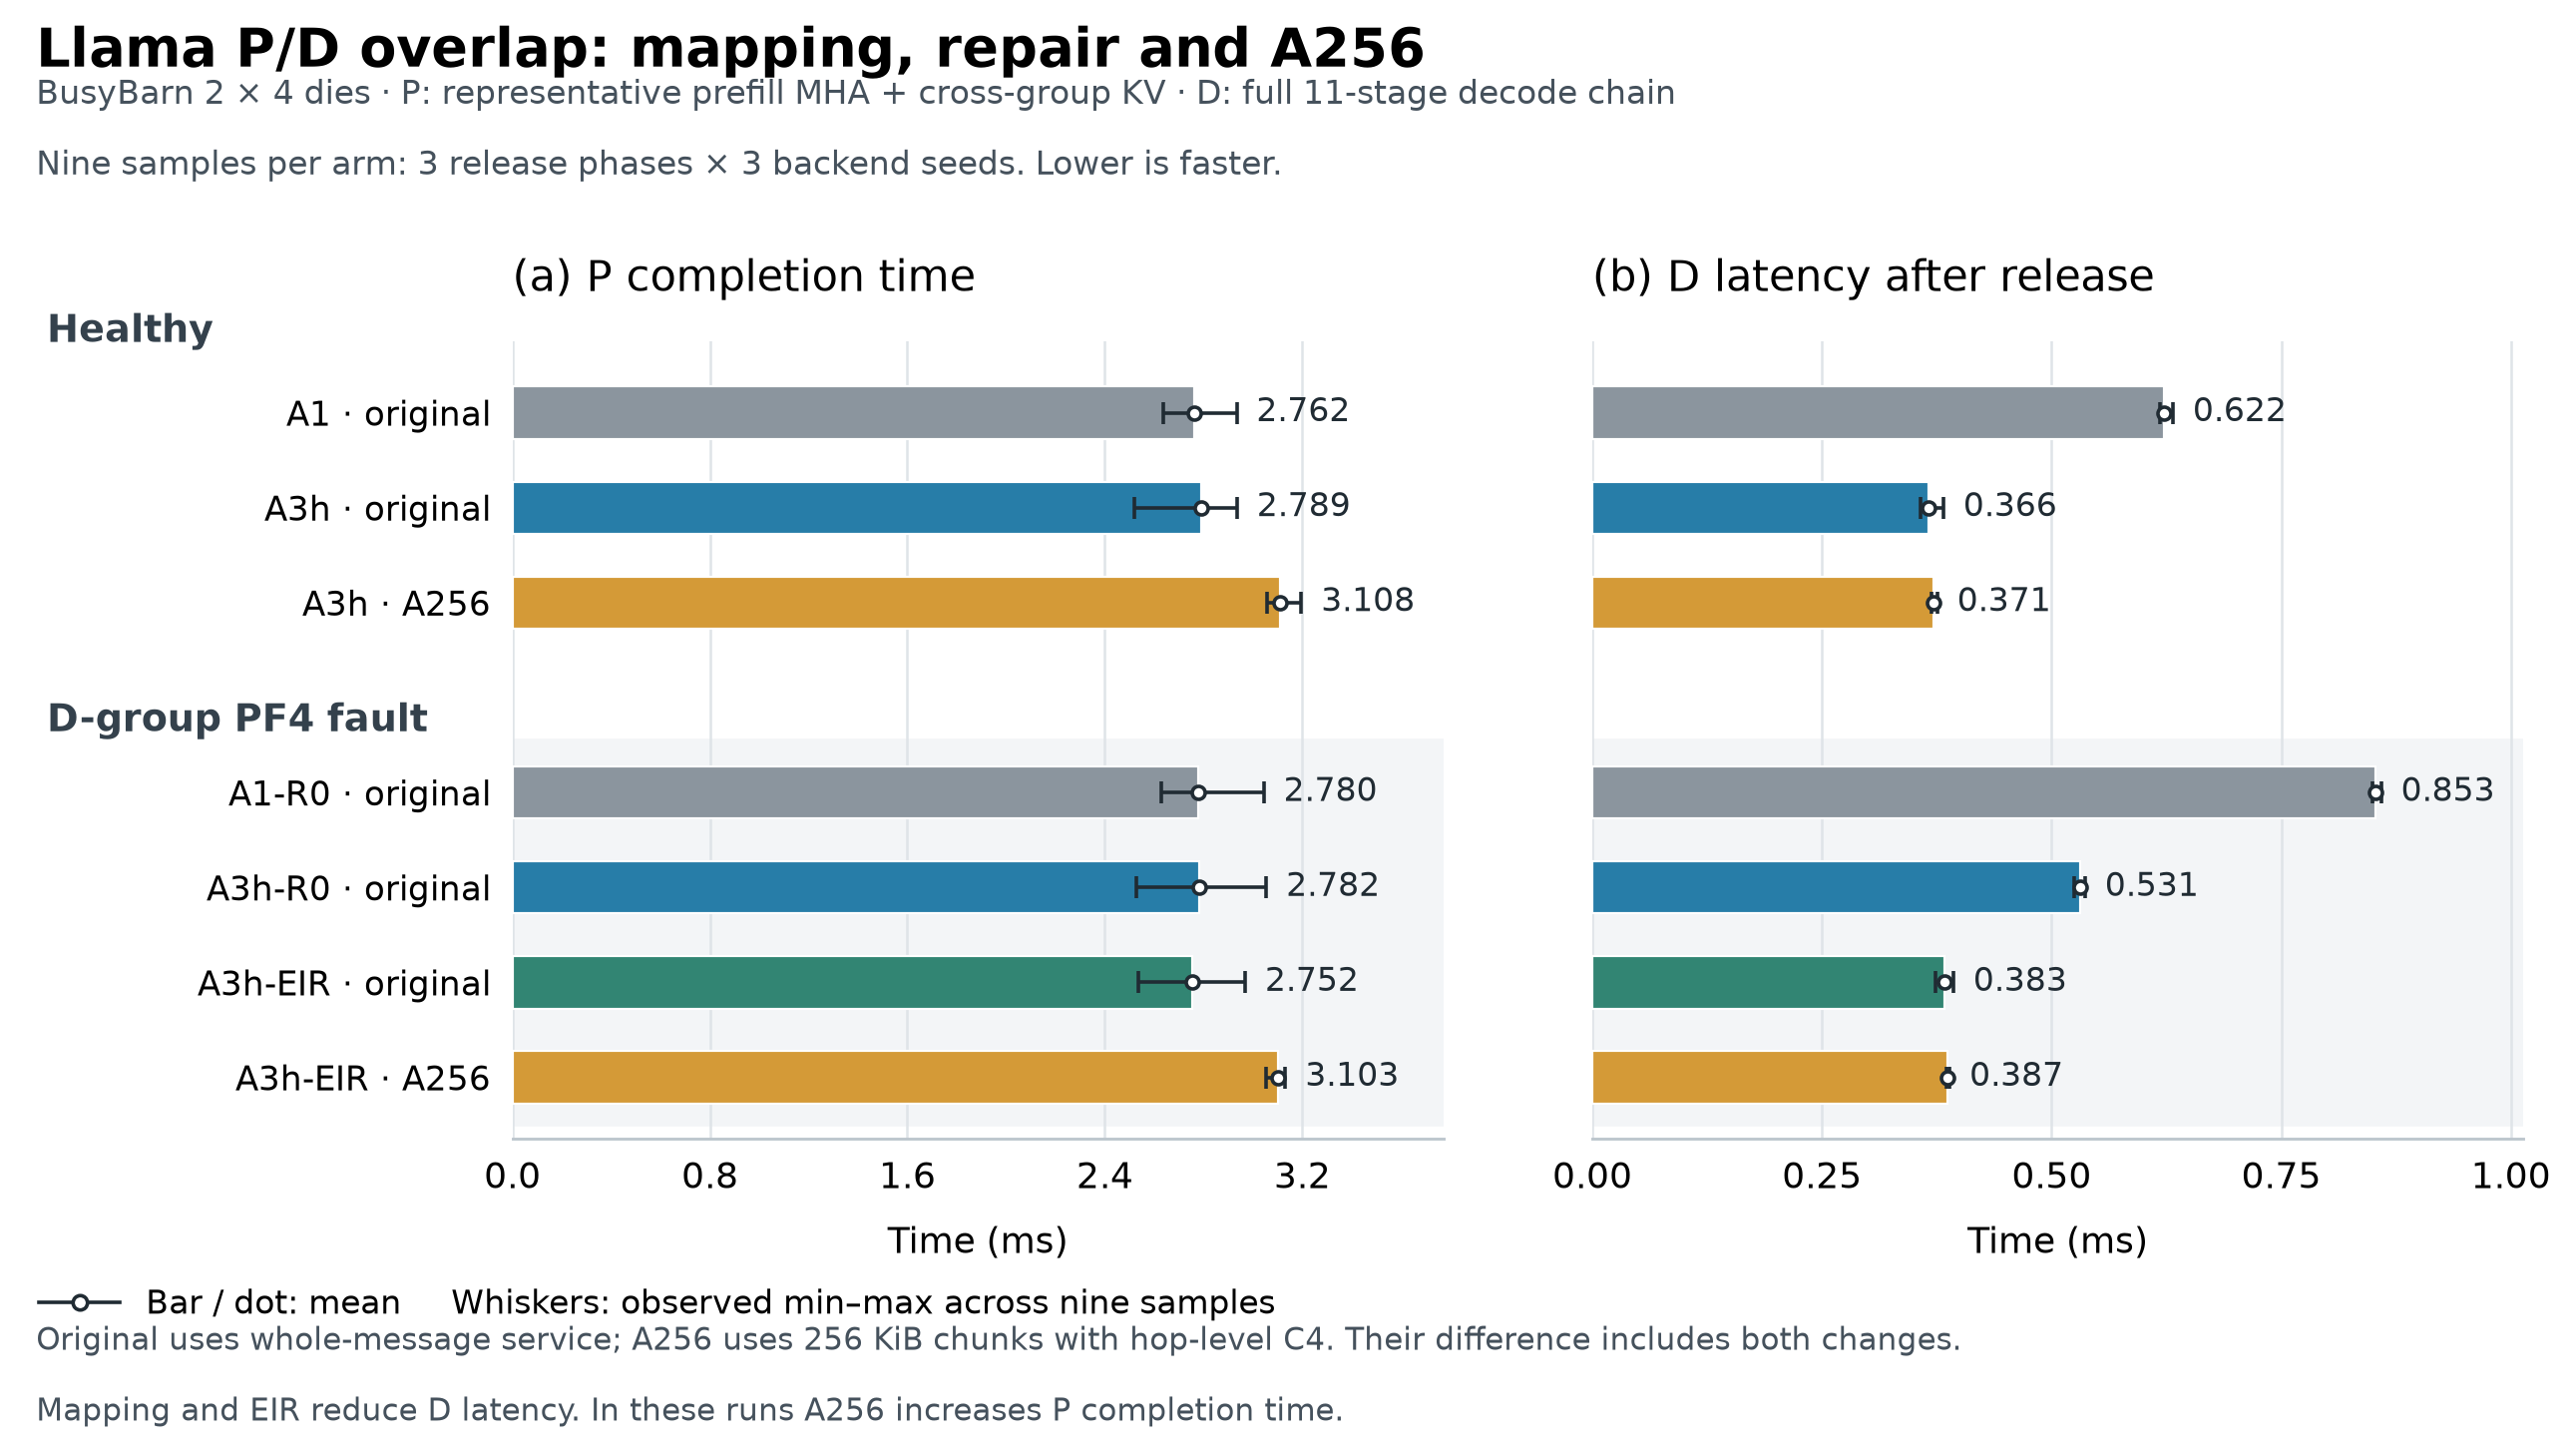 Llama P/D overlap: mapping, repair and A256
BusyBarn 2 × 4 dies · P: representative prefill MHA + cross-group KV · D: full 11-stage decode chain
Nine samples per arm: 3 release phases × 3 backend seeds. Lower is faster.
(a) P completion time
(b) D latency after release
Healthy
A1 · original
2.762
0.622
A3h · original
2.789
0.366
A3h · A256
3.108
0.371
D-group PF4 fault
A1-R0 · original
2.780
0.853
A3h-R0 · original
2.782
0.531
A3h-EIR · original
2.752
0.383
A3h-EIR · A256
3.103
0.387
0.0 0.8 1.6 2.4 3.2
0.00 0.25 0.50 0.75 1.00
Time (ms)
Time (ms)
Bar / dot: mean Whiskers: observed min–max across nine samples
Original uses whole-message service; A256 uses 256 KiB chunks with hop-level C4. Their difference includes both changes.
Mapping and EIR reduce D latency. In these runs A256 increases P completion time.